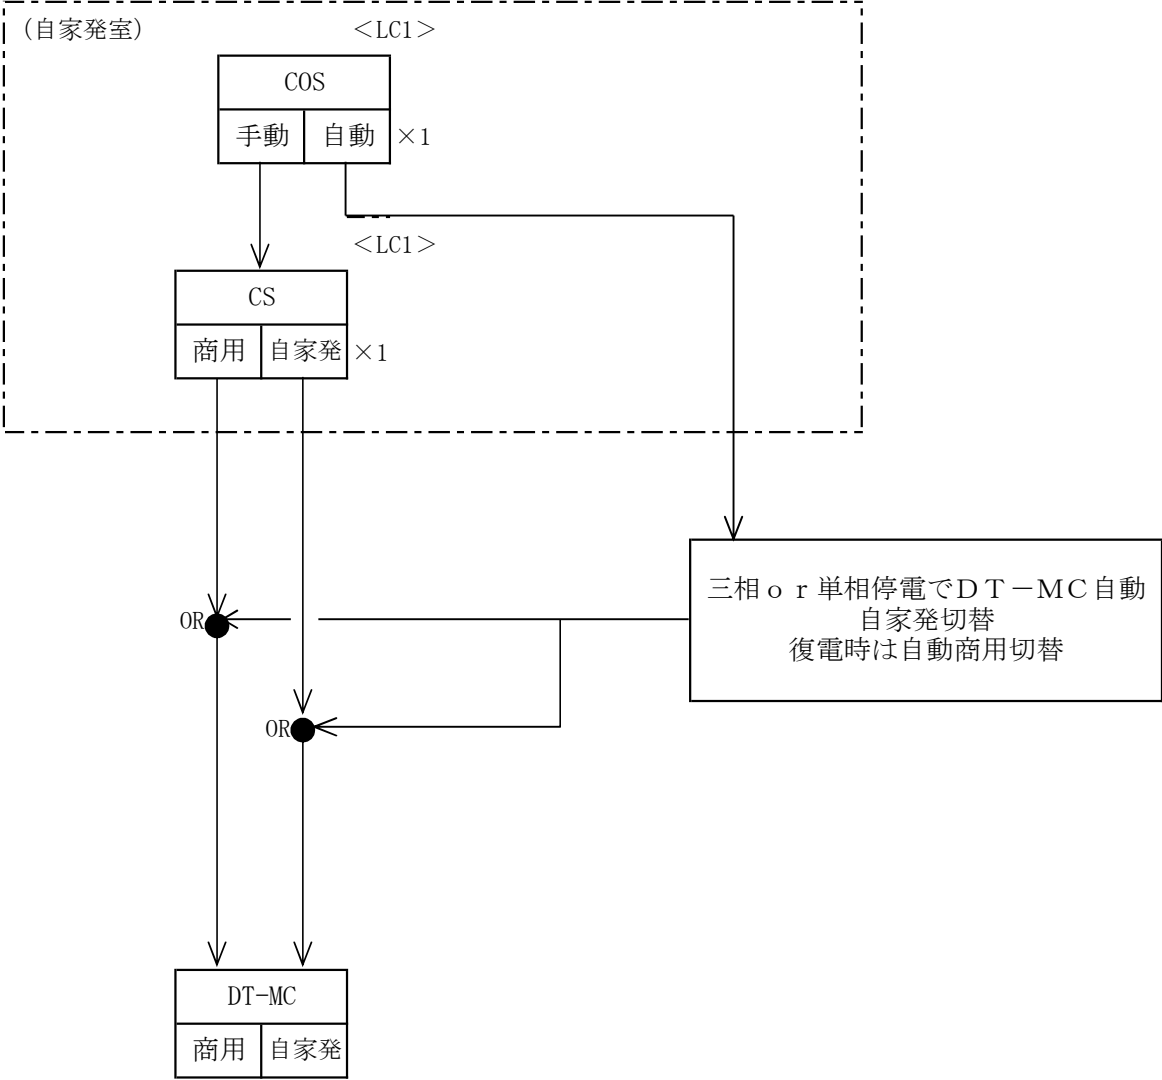 (自家発室)
<LC1>
COS
手動 自動 ×1
<LC1>
CS
商用 自家発 ×1
三相or単相停電でDT-MC自動
自家発切替
復電時は自動商用切替
OR
OR
DT-MC
商用 自家発